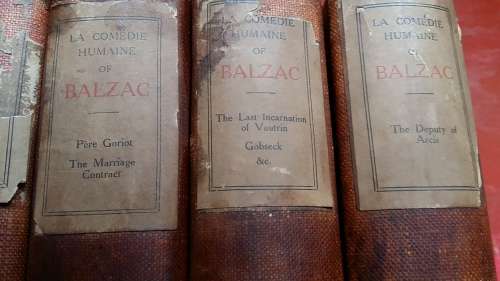 LA COMÉDIE
HUMAINE
OF
BALZAC
Père Goriot
The Marriage
Contract
LA COMÉDIE
HUMAINE
OF
BALZAC
The Last Incarnation
of Vautrin
Gobseck
&c.
LA COMÉDIE
HUMAINE
OF
BALZAC
The Deputy of
Arcis